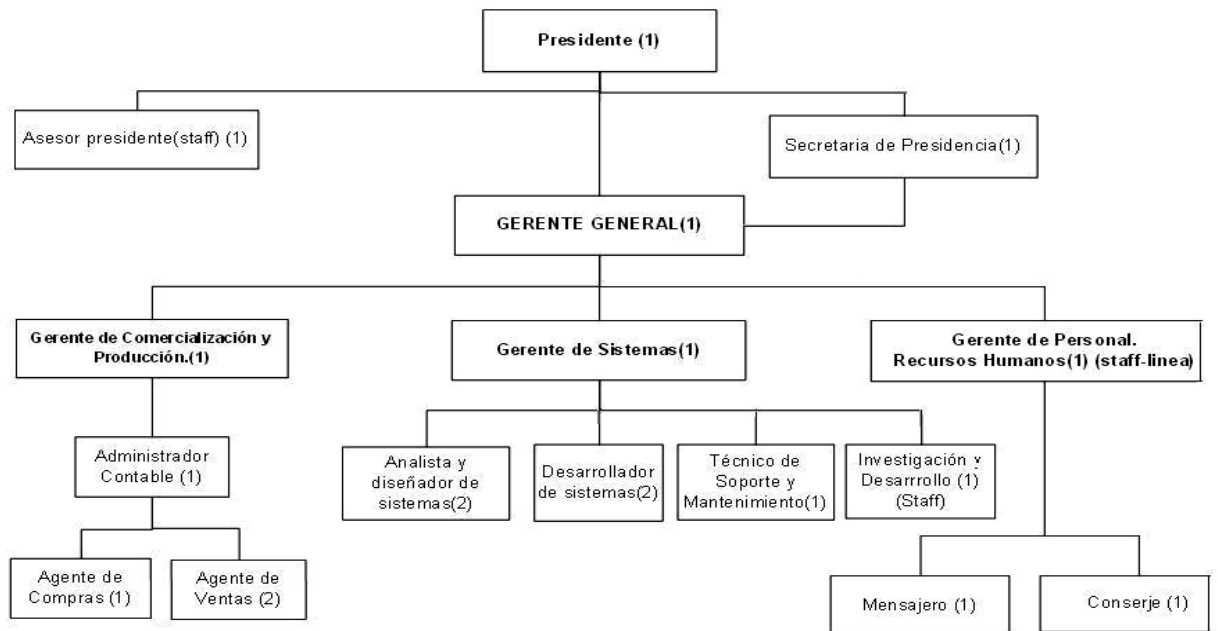 Presidente (1)
Asesor presidente(staff) (1)
Secretaria de Presidencia(1)
GERENTE GENERAL(1)
Gerente de Comercialización y
Producción.(1)
Gerente de Sistemas(1)
Gerente de Personal.
Recursos Humanos(1) (staff-linea)
Administrador
Contable (1)
Analista y
diseñador de
sistemas(2)
Desarrollador
de sistemas(2)
Técnico de
Soporte y
Mantenimiento(1)
Investigación y
Desarrrollo (1)
(Staff)
Agente de
Compras (1)
Agente de
Ventas (2)
Mensajero (1)
Conserje (1)